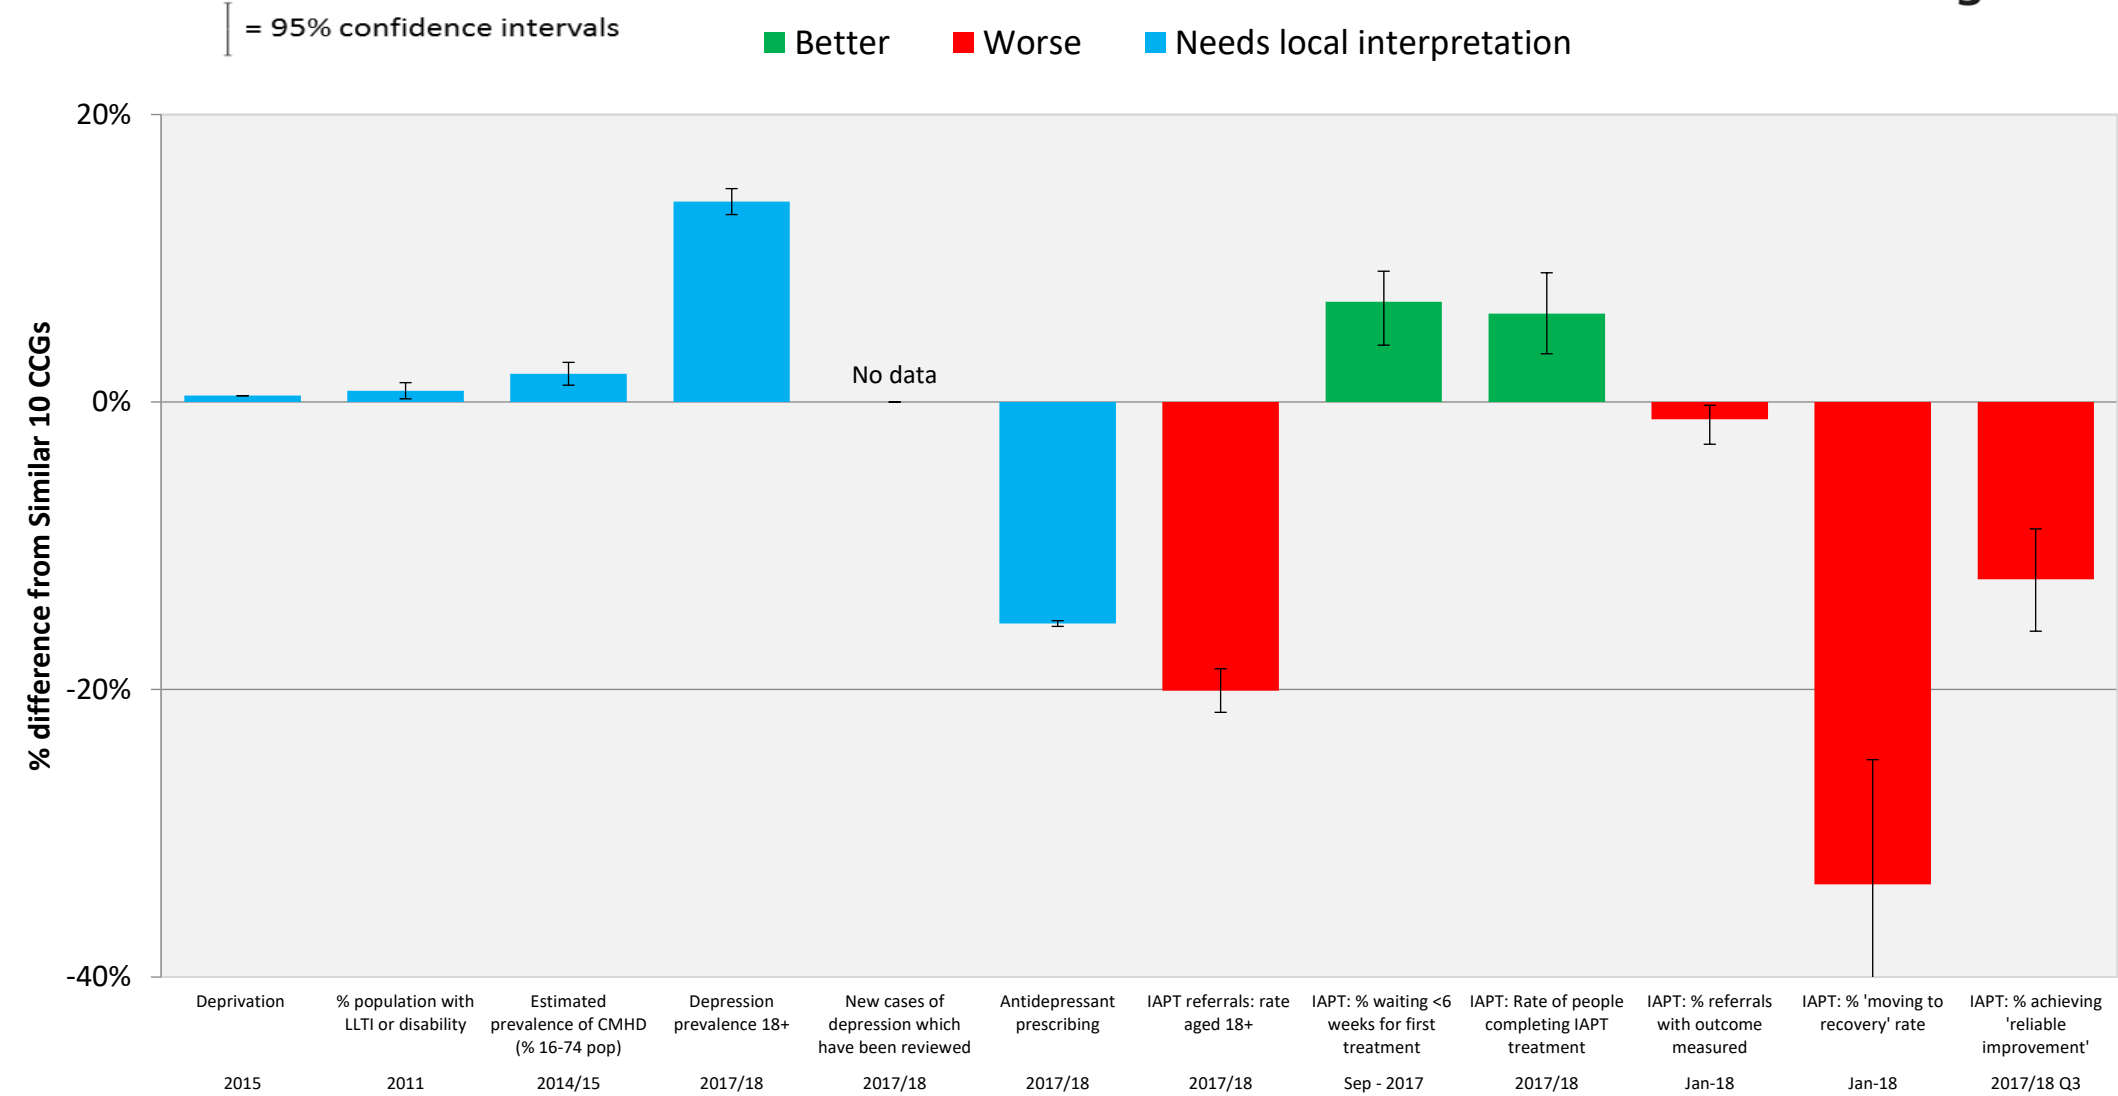 = 95% confidence intervals
Better
Worse
Needs local interpretation
% difference from Similar 10 CCGs
20%
0%
-20%
-40%
No data
Deprivation
2015
% population with
LLTI or disability
2011
Estimated
prevalence of CMHD
(% 16-74 pop)
2014/15
Depression
prevalence 18+
2017/18
New cases of
depression which
have been reviewed
2017/18
Antidepressant
prescribing
2017/18
IAPT referrals: rate
aged 18+
2017/18
IAPT: % waiting <6
weeks for first
treatment
Sep - 2017
IAPT: Rate of people
completing IAPT
treatment
2017/18
IAPT: % referrals
with outcome
measured
Jan-18
IAPT: % 'moving to
recovery' rate
Jan-18
IAPT: % achieving
'reliable
improvement'
2017/18 Q3